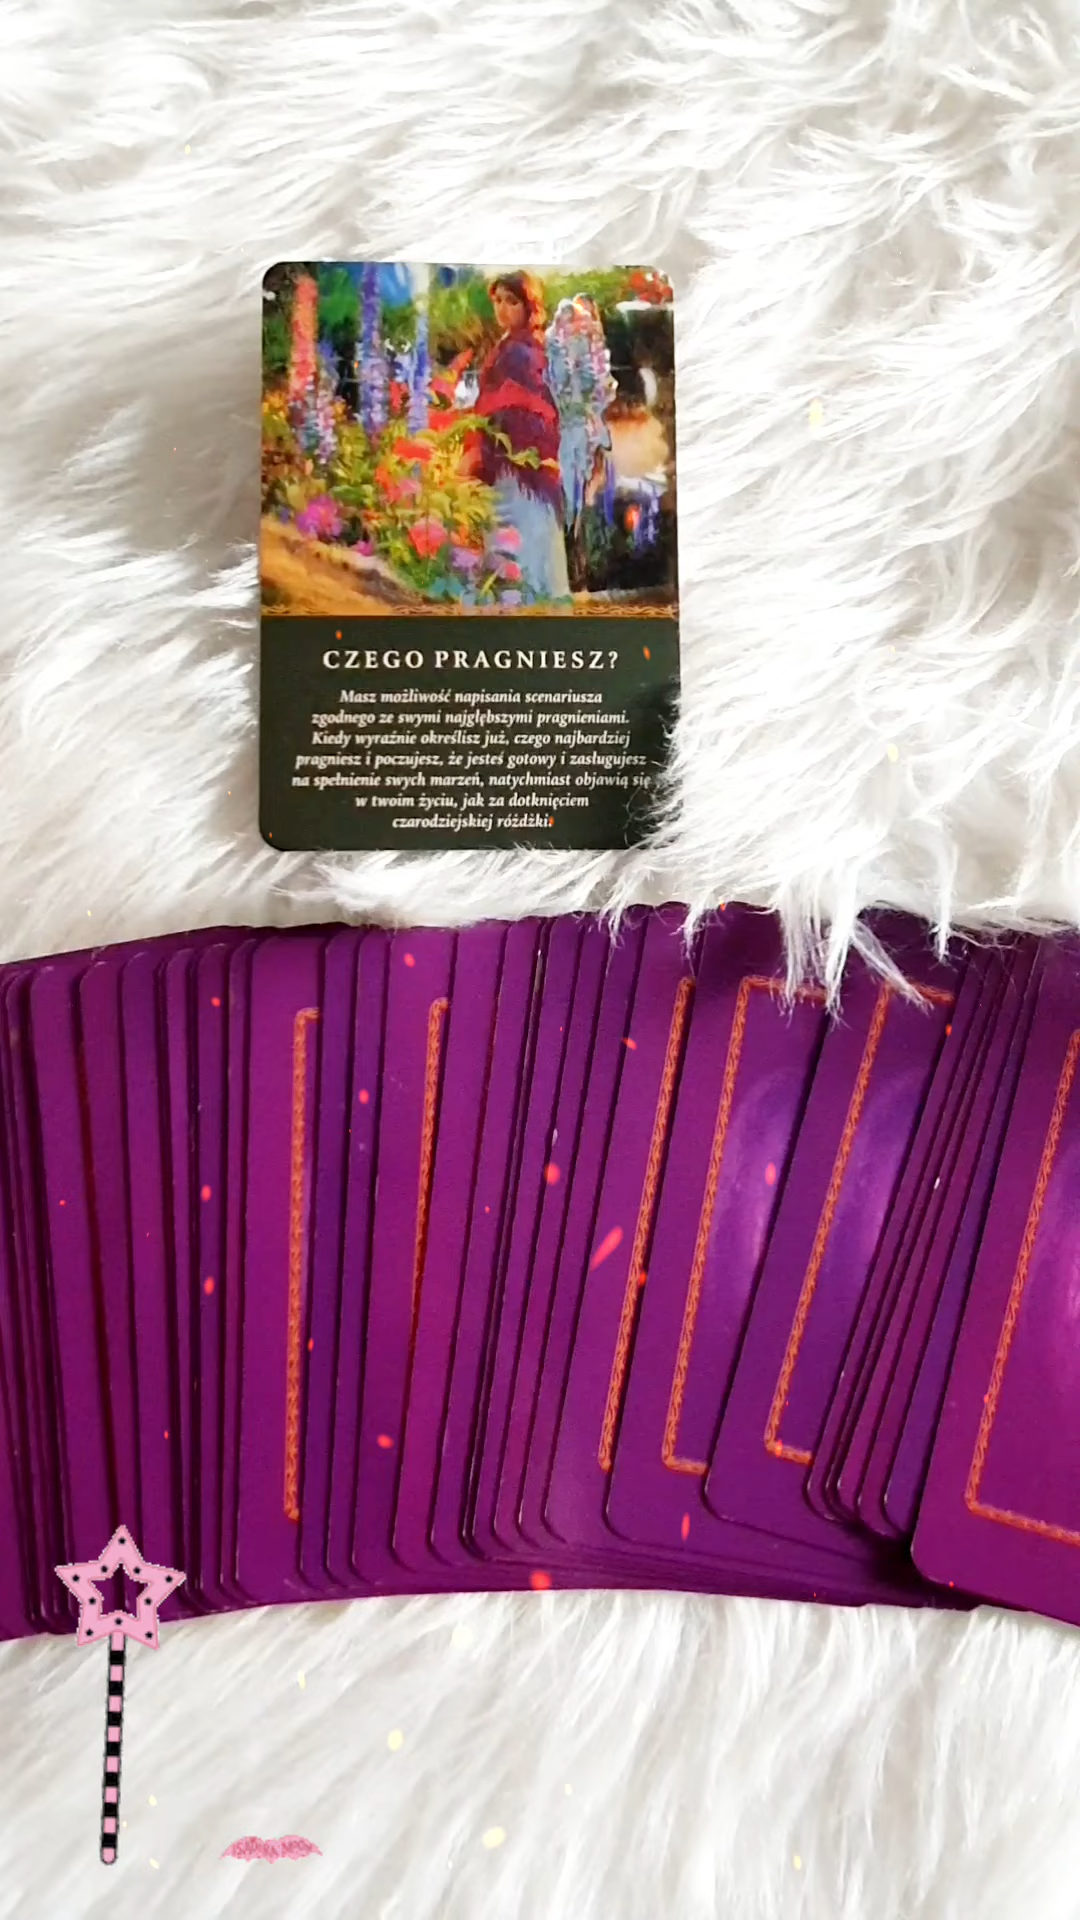 CZEGO PRAGNIESZ?
Masz możliwość napisania scenariusza
zgodnego ze swymi najgłębszymi pragnieniami.
Kiedy wyraźnie określisz już, czego najbardziej
pragniesz i poczujesz, że jesteś gotowy i zasługujesz
na spełnienie swych marzeń, natychmiast objawią się
w twoim życiu, jak za dotknięciem
czarodziejskiej różdżki.